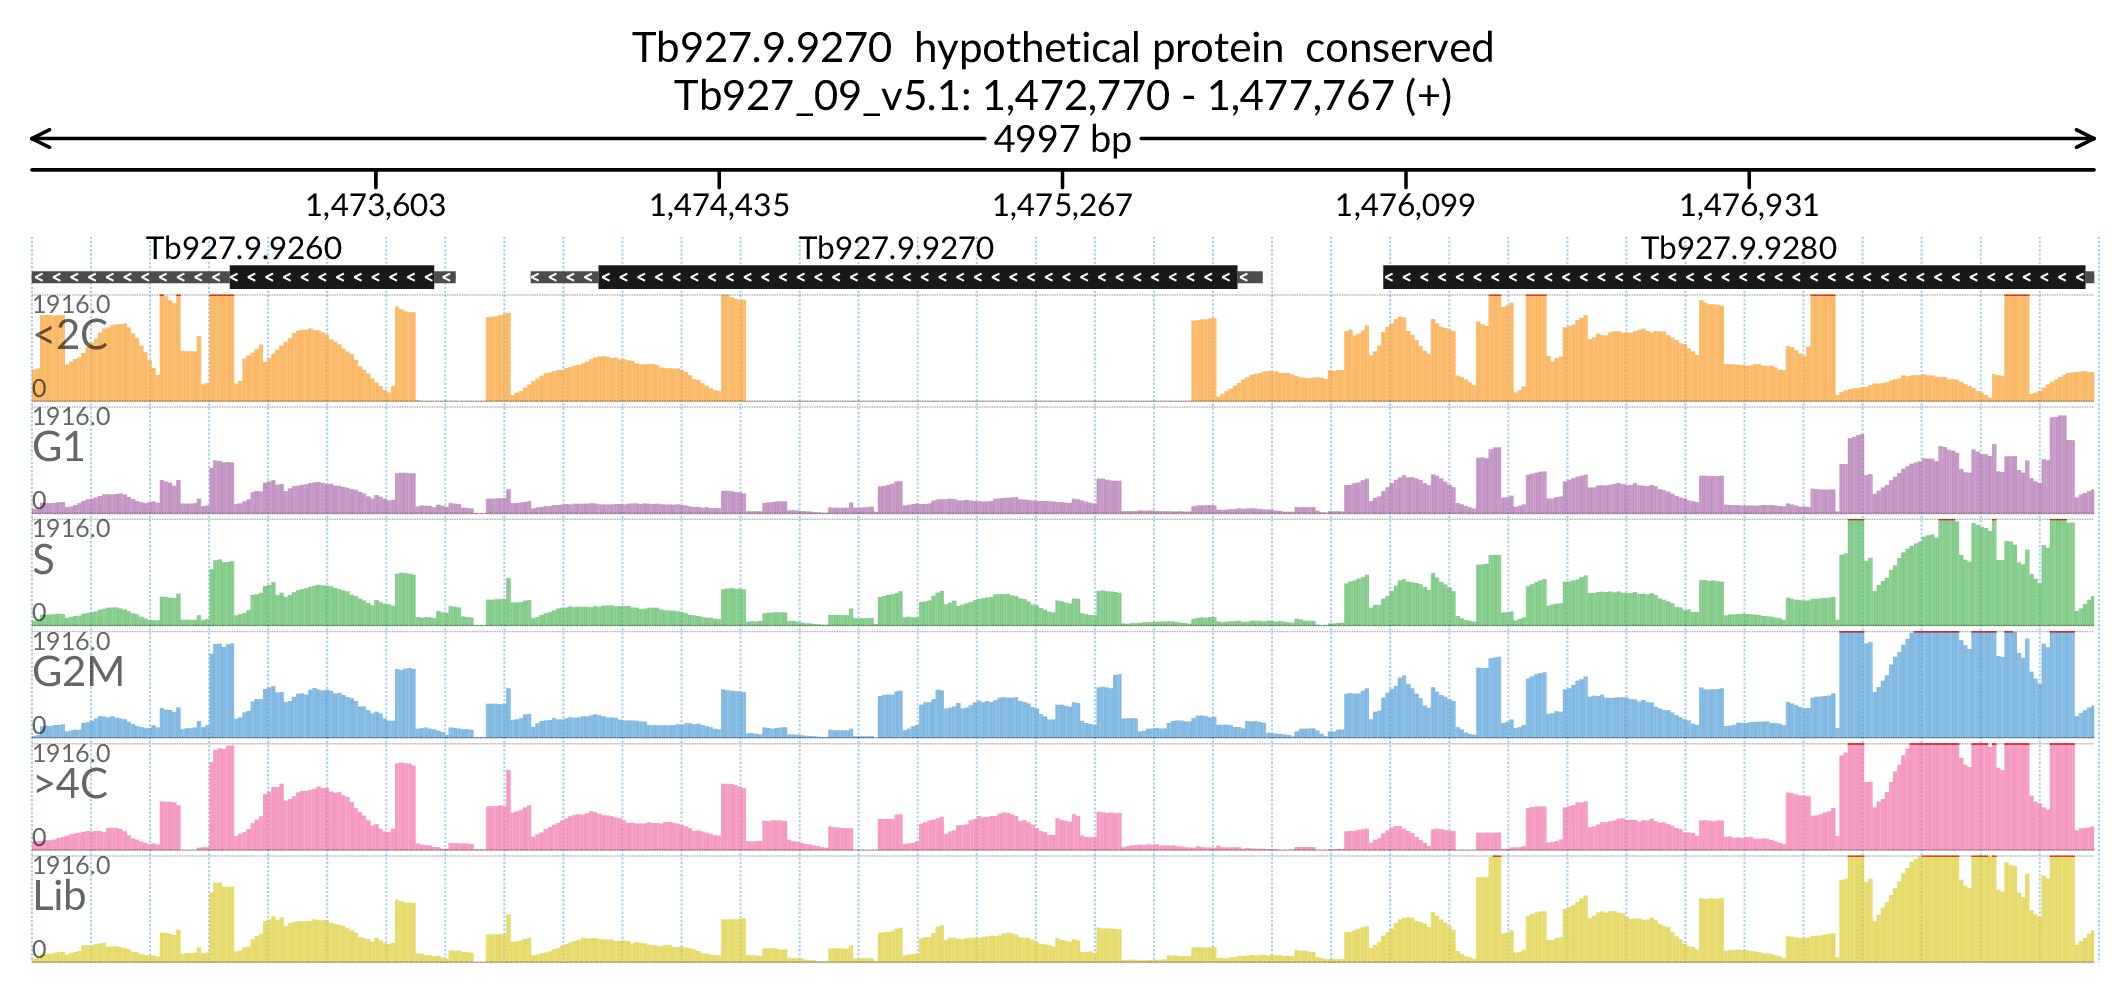 Tb927.9.9270  hypothetical protein  conserved
Tb927_09_v5.1: 1,472,770 - 1,477,767 (+)
4997 bp
1,473,603 1,474,435 1,475,267 1,476,099 1,476,931
Tb927.9.9260 Tb927.9.9270 Tb927.9.9280
1916.0
<2C
0
1916.0
G1
0
1916.0
S
0
1916.0
G2M
0
1916.0
>4C
0
1916.0
Lib
0